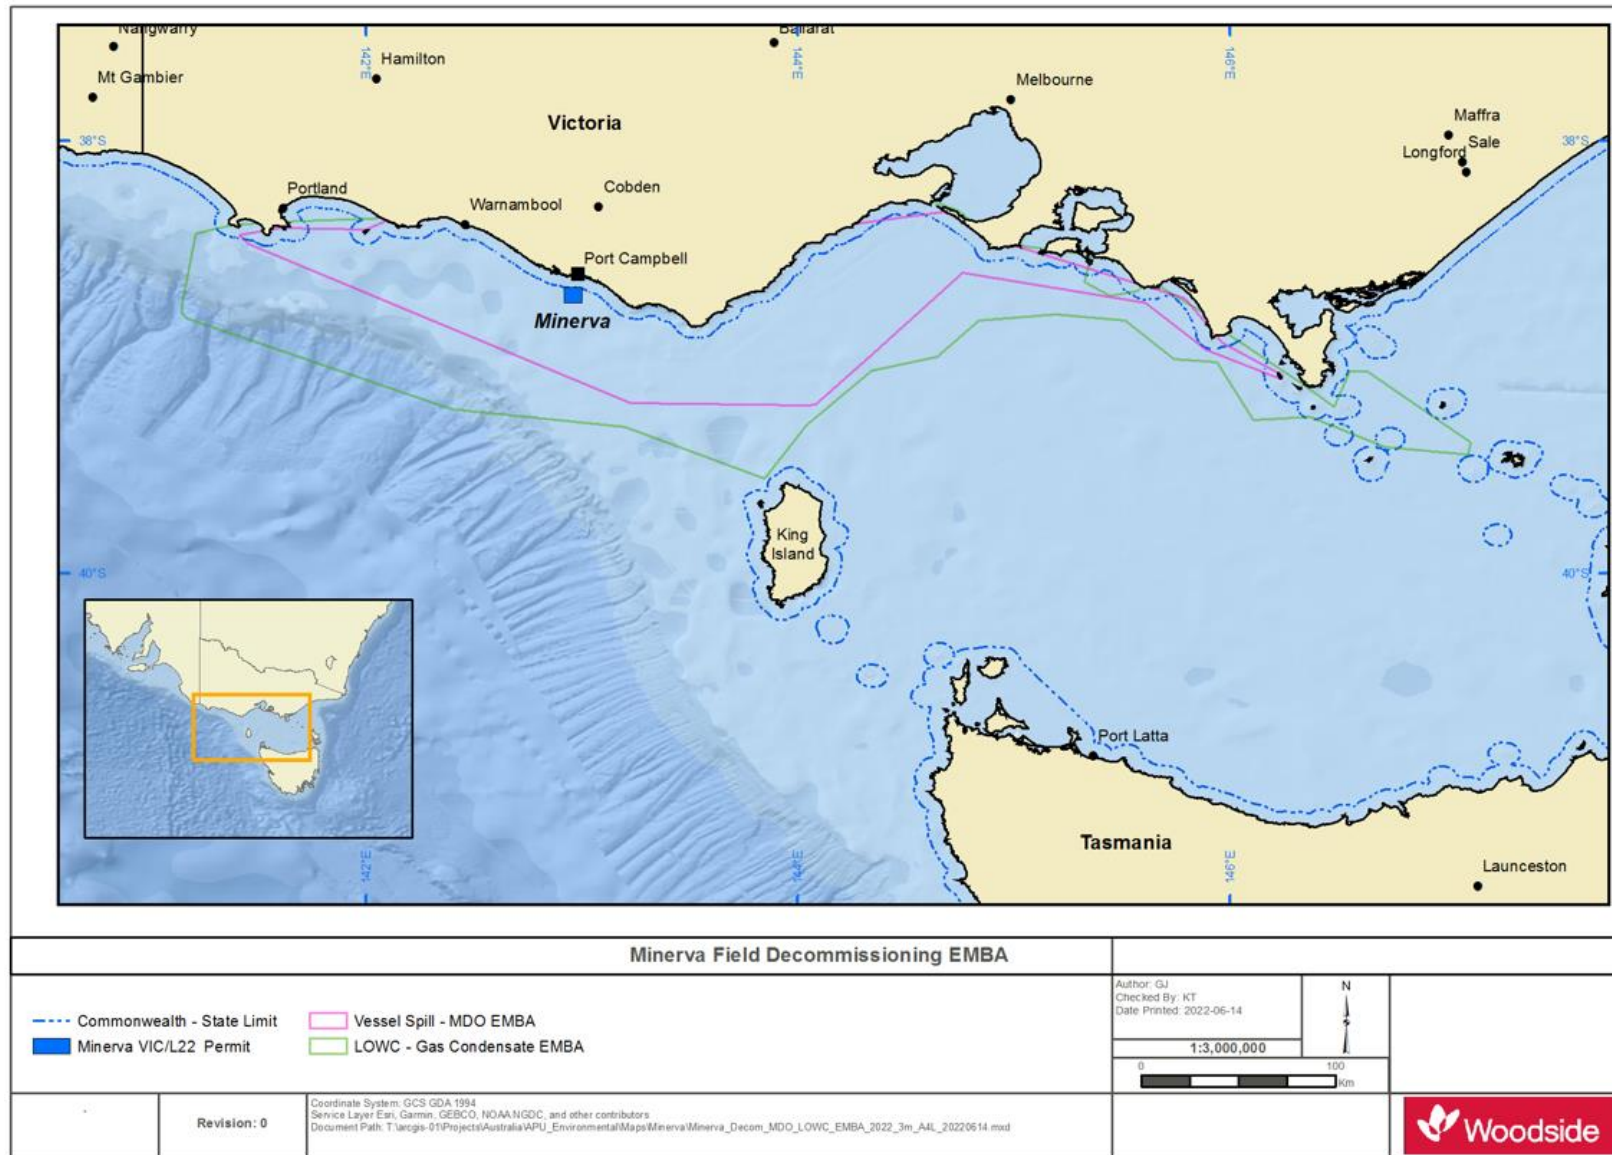 Nangwarry
Ballarat
142°E
144°E
146°E
Hamilton
Mt Gambier
Melbourne
Maffra
Victoria
38°S
38°S
Sale
Longford
Portland
Cobden
Warnambool
Port Campbell
Minerva
King
Island
40°S
40°S
Port Latta
Tasmania
142°E
144°E
146°E
Launceston
Minerva Field Decommissioning EMBA
Commonwealth - State Limit
Vessel Spill - MDO EMBA
Minerva VIC/L22 Permit
LOWC - Gas Condensate EMBA
Author: GJ
Checked By: KT
Date Printed: 2022-06-14
N
1:3,000,000
0 100
Km
Revision: 0
Coordinate System: GCS GDA 1994
Service Layer Esri, Garmin, GEBCO, NOAA NGDC, and other contributors
Document Path: T:\arcgis-01\Projects\Australia\APU_Environmental\Maps\Minerva\Minerva_Decom_MDO_LOWC_EMBA_2022_3m_A4L_20220614.mxd
Woodside